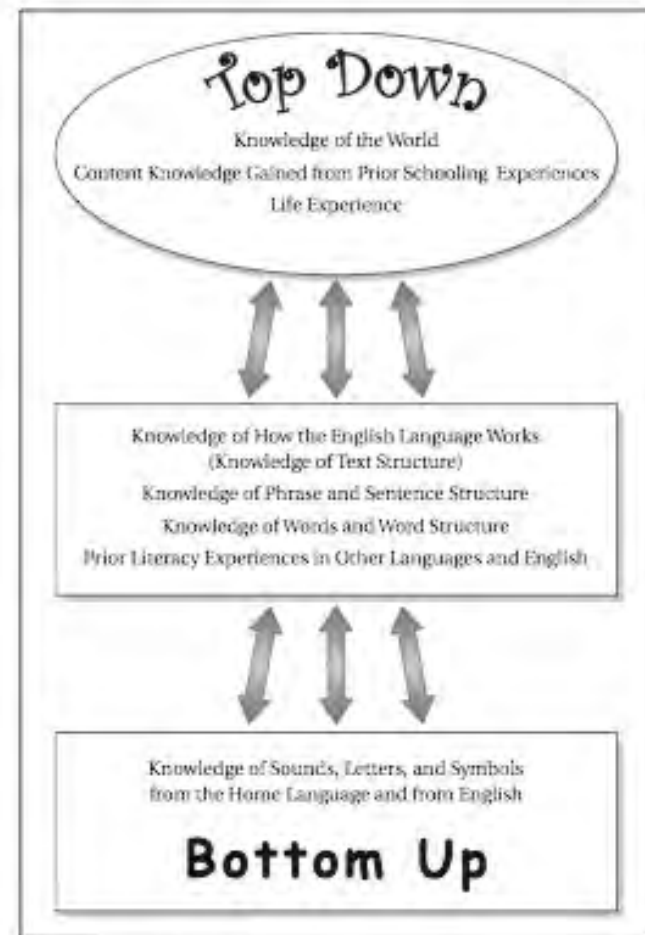 Top Down
Knowledge of the World
Content Knowledge Gained from Prior Schooling Experiences
Life Experience
Knowledge of How the English Language Works
(Knowledge of Text Structure)
Knowledge of Phrase and Sentence Structure
Knowledge of Words and Word Structure
Prior Literacy Experiences in Other Languages and English
Knowledge of Sounds, Letters, and Symbols
from the Home Language and from English
Bottom Up